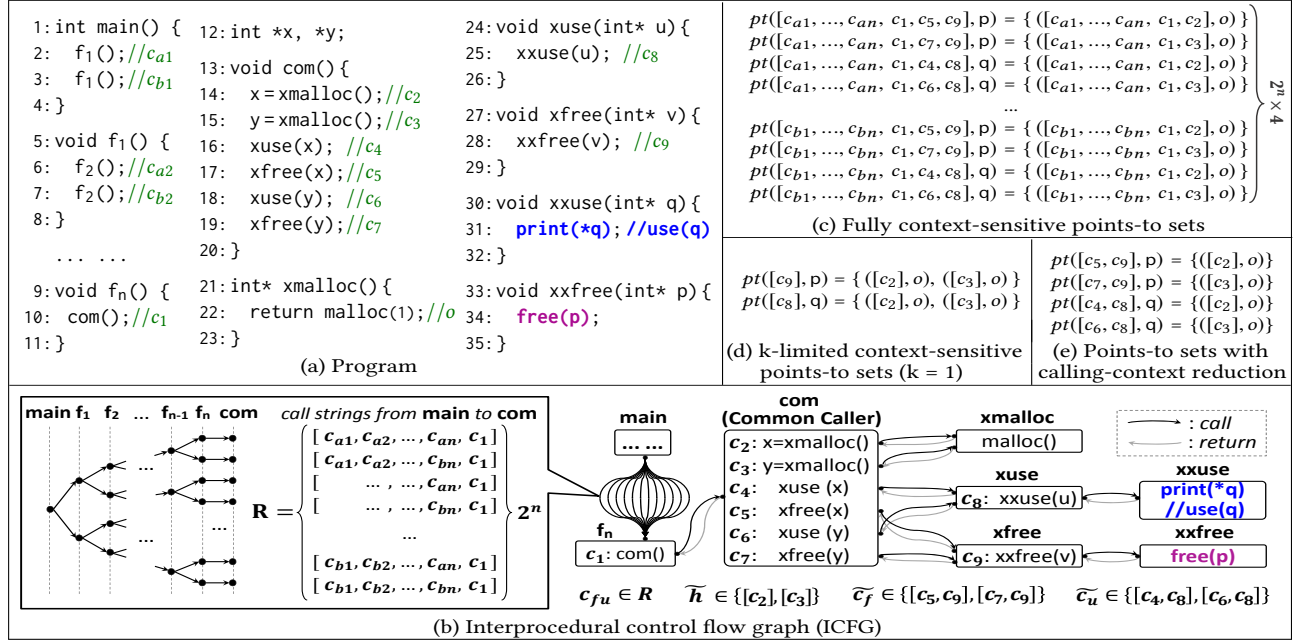 1: int main() {
2: f1(); //ca1
3: f1(); //cb1
4: }
5: void f1() {
6: f2(); //ca2
7: f2(); //cb2
8: }
... ...
9: void fn() {
10: com(); //c1
11: }
12: int *x, *y;
13: void com(){
14: x=xmalloc(); //c2
15: y=xmalloc(); //c3
16: xuse(x); //c4
17: xfree(x); //c5
18: xuse(y); //c6
19: xfree(y); //c7
20: }
21: int* xmalloc(){
22: return malloc(1); //o
23: }
24: void xuse(int* u){
25: xxuse(u); //c8
26: }
27: void xfree(int* v){
28: xxfree(v); //c9
29: }
30: void xxuse(int* q){
31: print(*q); //use(q)
32: }
33: void xxfree(int* p){
34: free(p);
35: }
(a) Program
pt([ca1, ..., can, c1, c5, c9], p) = { ([ca1, ..., can, c1, c2], o) }
pt([ca1, ..., can, c1, c7, c9], p) = { ([ca1, ..., can, c1, c3], o) }
pt([ca1, ..., can, c1, c4, c8], q) = { ([ca1, ..., can, c1, c2], o) }
pt([ca1, ..., can, c1, c6, c8], q) = { ([ca1, ..., can, c1, c3], o) }
...
pt([cb1, ..., cbn, c1, c5, c9], p) = { ([cb1, ..., cbn, c1, c2], o) }
pt([cb1, ..., cbn, c1, c7, c9], p) = { ([cb1, ..., cbn, c1, c3], o) }
pt([cb1, ..., cbn, c1, c4, c8], q) = { ([cb1, ..., cbn, c1, c2], o) }
pt([cb1, ..., cbn, c1, c6, c8], q) = { ([cb1, ..., cbn, c1, c3], o) }
2^n × 4
(c) Fully context-sensitive points-to sets
pt([c9], p) = { ([c2], o), ([c3], o) }
pt([c8], q) = { ([c2], o), ([c3], o) }
(d) k-limited context-sensitive
points-to sets (k = 1)
pt([c5, c9], p) = {([c2], o)}
pt([c7, c9], p) = {([c3], o)}
pt([c4, c8], q) = {([c2], o)}
pt([c6, c8], q) = {([c3], o)}
(e) Points-to sets with
calling-context reduction
main f1 f2 ... fn-1 fn com
...
...
...
...
call strings from main to com
R =
[ ca1, ca2, ..., can, c1 ]
[ ca1, ca2, ..., cbn, c1 ]
[ ... , ..., can, c1 ]
[ ... , ..., cbn, c1 ]
...
[ cb1, cb2, ..., can, c1 ]
[ cb1, cb2, ..., cbn, c1 ]
2^n
main
... ...
fn
c1: com()
com
(Common Caller)
c2: x=xmalloc()
c3: y=xmalloc()
c4: xuse (x)
c5: xfree(x)
c6: xuse (y)
c7: xfree(y)
xmalloc
malloc()
xuse
c8: xxuse(u)
xfree
c9: xxfree(v)
: call
: return
xxuse
print(*q)
//use(q)
xxfree
free(p)
cfu ∈ R h̃ ∈ {[c2],[c3]} c̃f ∈ {[c5,c9],[c7,c9]} c̃u ∈ {[c4,c8],[c6,c8]}
(b) Interprocedural control flow graph (ICFG)